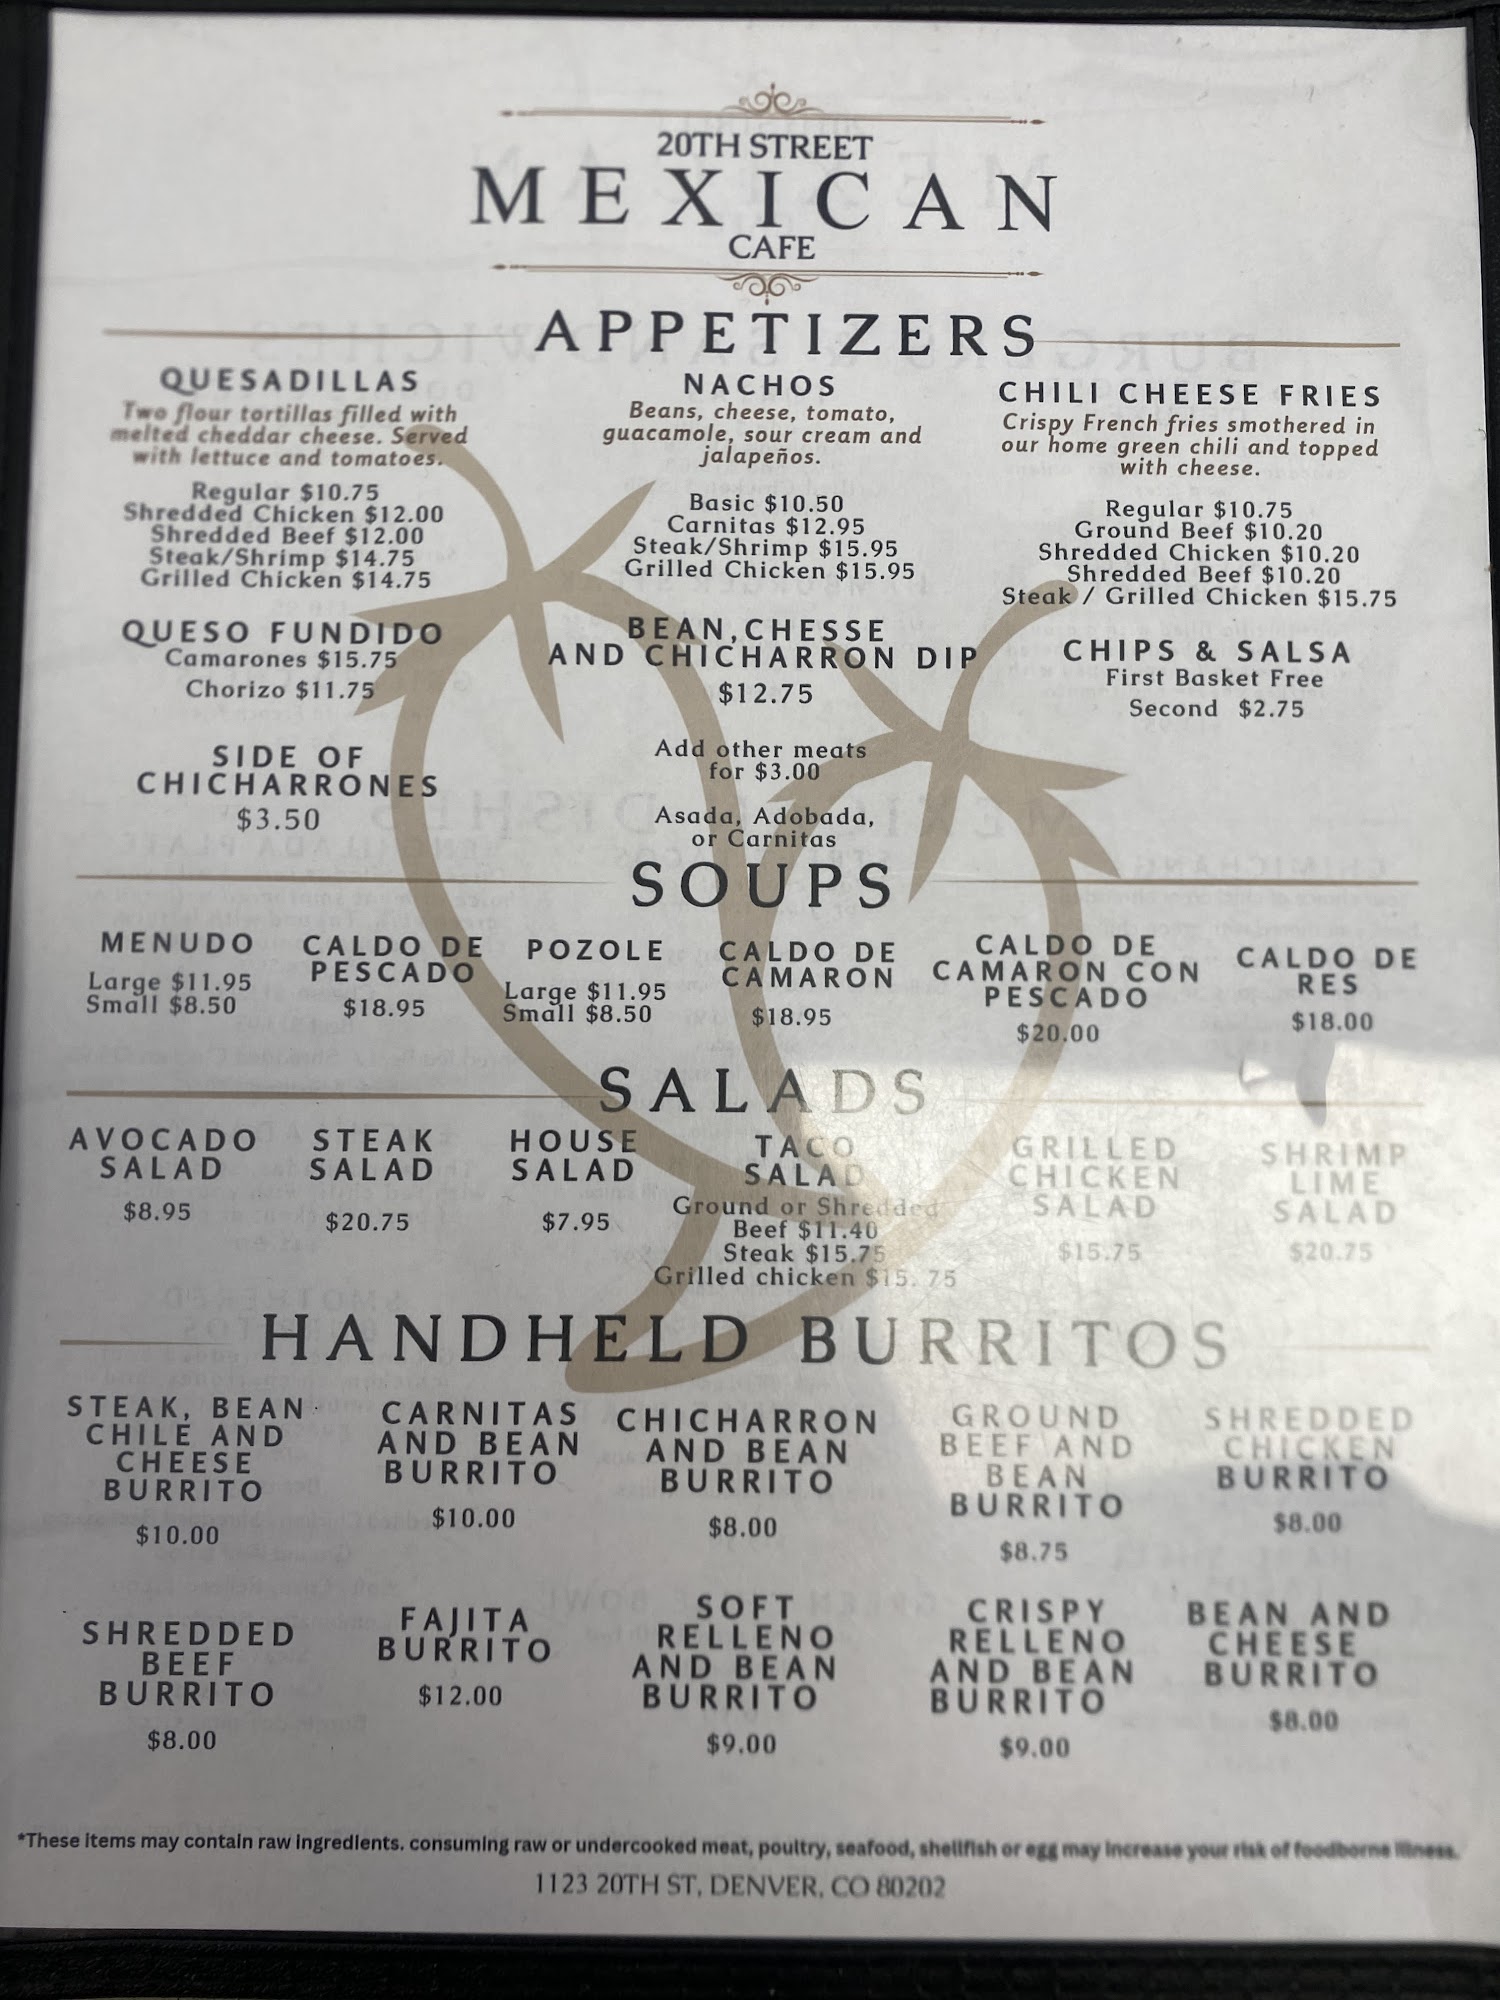 20TH STREET
MEXICAN
CAFE
APPETIZERS
QUESADILLAS
Two flour tortillas filled with
melted cheddar cheese. Served
with lettuce and tomatoes.
Regular $10.75
Shredded Chicken $12.00
Shredded Beef $12.00
Steak/Shrimp $14.75
Grilled Chicken $14.75
NACHOS
Beans, cheese, tomato,
guacamole, sour cream and
jalapeños.
Basic $10.50
Carnitas $12.95
Steak/Shrimp $15.95
Grilled Chicken $15.95
CHILI CHEESE FRIES
Crispy French fries smothered in
our home green chili and topped
with cheese.
Regular $10.75
Ground Beef $10.20
Shredded Chicken $10.20
Shredded Beef $10.20
Steak / Grilled Chicken $15.75
QUESO FUNDIDO
Camarones $15.75
Chorizo $11.75
BEAN,CHESSE
AND CHICHARRON DIP
$12.75
Add other meats
for $3.00
Asada, Adobada,
or Carnitas
CHIPS & SALSA
First Basket Free
Second $2.75
SIDE OF
CHICHARRONES
$3.50
SOUPS
MENUDO
Large $11.95
Small $8.50
CALDO DE
PESCADO
$18.95
POZOLE
Large $11.95
Small $8.50
CALDO DE
CAMARON
$18.95
CALDO DE
CAMARON CON
PESCADO
$20.00
CALDO DE
RES
$18.00
SALADS
AVOCADO
SALAD
$8.95
STEAK
SALAD
$20.75
HOUSE
SALAD
$7.95
TACO
SALAD
Ground or Shredded
Beef $11.40
Steak $15.75
Grilled chicken $15. 75
GRILLED
CHICKEN
SALAD
$15.75
SHRIMP
LIME
SALAD
$20.75
HANDHELD BURRITOS
STEAK, BEAN
CHILE AND
CHEESE
BURRITO
$10.00
CARNITAS
AND BEAN
BURRITO
$10.00
CHICHARRON
AND BEAN
BURRITO
$8.00
GROUND
BEEF AND
BEAN
BURRITO
$8.75
SHREDDED
CHICKEN
BURRITO
$8.00
SHREDDED
BEEF
BURRITO
$8.00
FAJITA
BURRITO
$12.00
SOFT
RELLENO
AND BEAN
BURRITO
$9.00
CRISPY
RELLENO
AND BEAN
BURRITO
$9.00
BEAN AND
CHEESE
BURRITO
$8.00
*These items may contain raw ingredients. consuming raw or undercooked meat, poultry, seafood, shellfish or egg may increase your risk of foodborne illness.
1123 20TH ST, DENVER, CO 80202